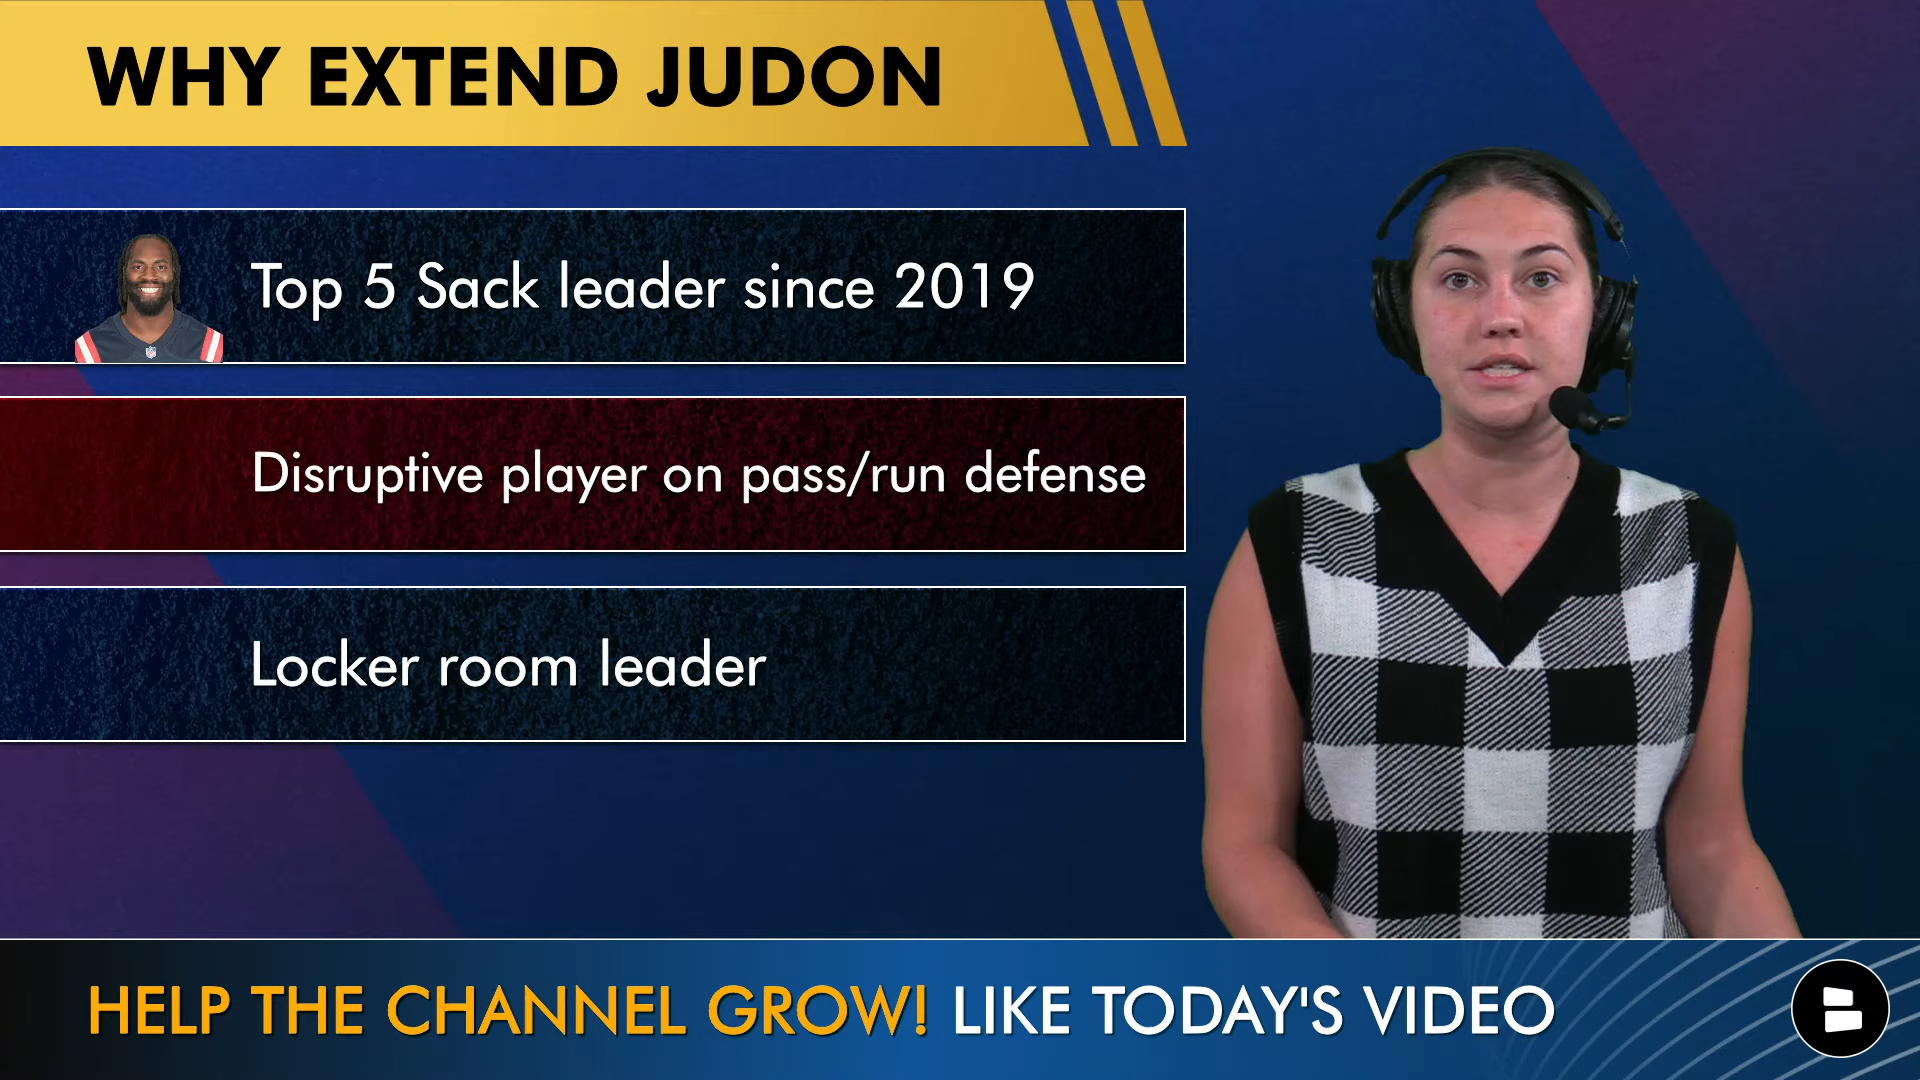 WHY EXTEND JUDON
Top 5 Sack leader since 2019
Disruptive player on pass/run defense
Locker room leader
HELP THE CHANNEL GROW! LIKE TODAY'S VIDEO